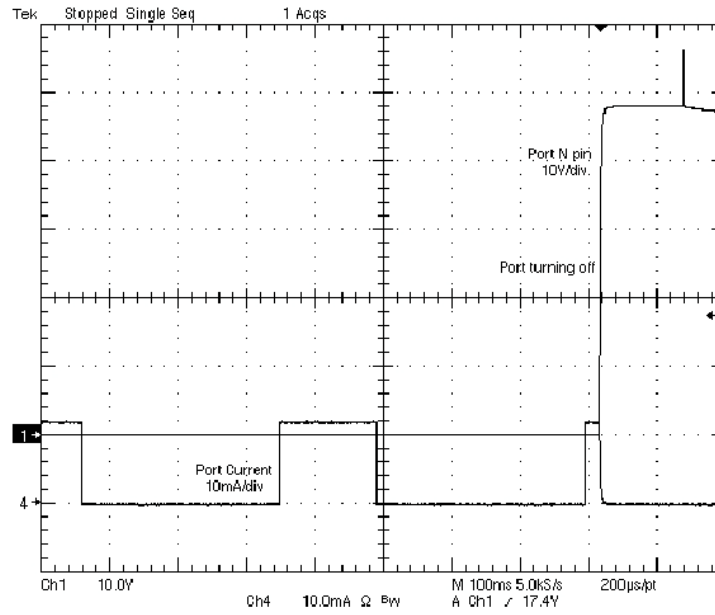 Tek Stopped Single Seq 1 Acqs
Port N pin
10V/div.
Port turning off
1
Port Current
10mA/div
4
Ch1 10.0V M 100ms 5.0kS/s 200µs/pt
Ch4 10.0mA Ω Bw A Ch1 / 17.4V